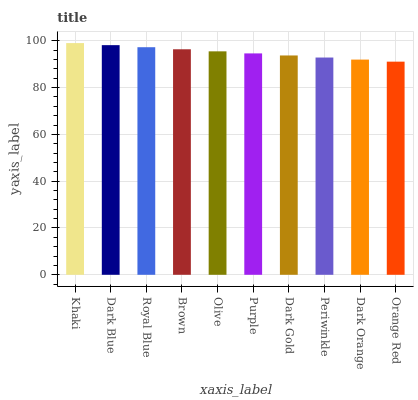 title
yaxis_label
100
80
60
40
20
0
Khaki
Dark Blue
Royal Blue
Brown
Olive
Purple
Dark Gold
Periwinkle
Dark Orange
Orange Red
xaxis_label